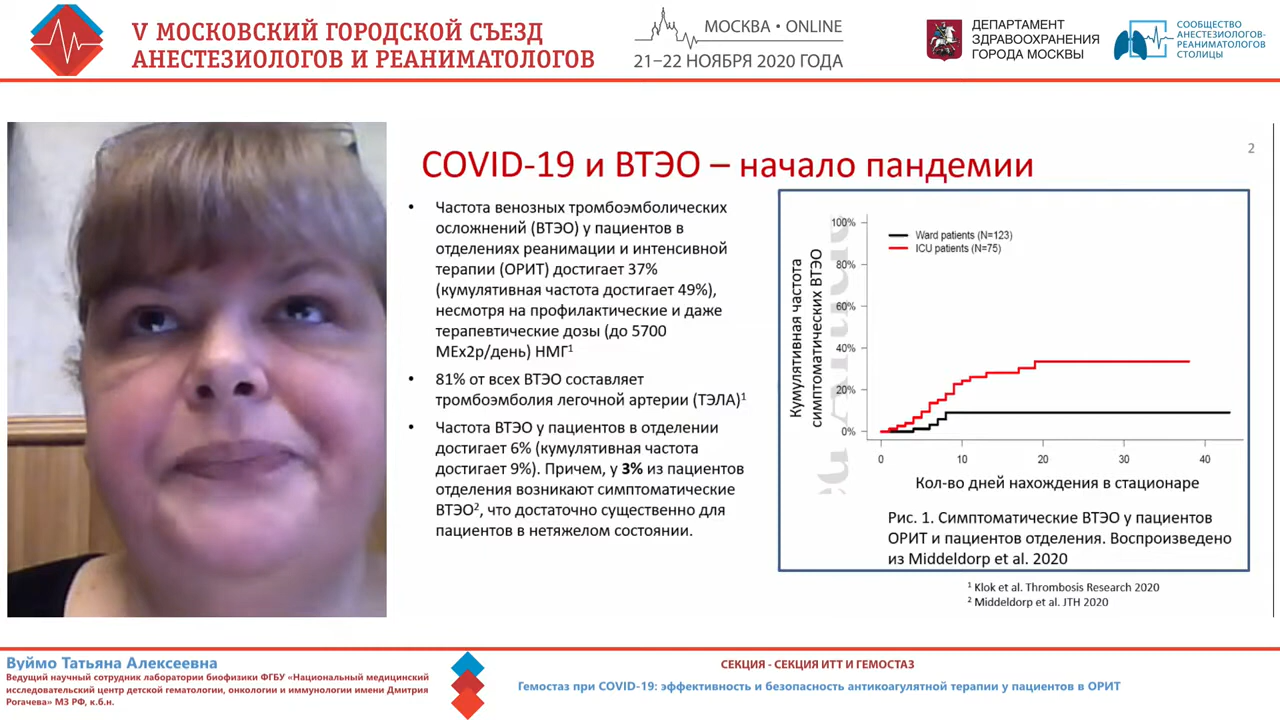 V МОСКОВСКИЙ ГОРОДСКОЙ СЪЕЗД
АНЕСТЕЗИОЛОГОВ И РЕАНИМАТОЛОГОВ
МОСКВА • ONLINE
21–22 НОЯБРЯ 2020 ГОДА
ДЕПАРТАМЕНТ
ЗДРАВООХРАНЕНИЯ
ГОРОДА МОСКВЫ
СООБЩЕСТВО
АНЕСТЕЗИОЛОГОВ-
РЕАНИМАТОЛОГОВ
СТОЛИЦЫ
2
COVID-19 и ВТЭО – начало пандемии
• Частота венозных тромбоэмболических
осложнений (ВТЭО) у пациентов в
отделениях реанимации и интенсивной
терапии (ОРИТ) достигает 37%
(кумулятивная частота достигает 49%),
несмотря на профилактические и даже
терапевтические дозы (до 5700
МЕх2р/день) НМГ¹
• 81% от всех ВТЭО составляет
тромбоэмболия легочной артерии (ТЭЛА)¹
• Частота ВТЭО у пациентов в отделении
достигает 6% (кумулятивная частота
достигает 9%). Причем, у 3% из пациентов
отделения возникают симптоматические
ВТЭО², что достаточно существенно для
пациентов в нетяжелом состоянии.
Кумулятивная частота
симптоматических ВТЭО
100%
80%
60%
40%
20%
0%
Ward patients (N=123)
ICU patients (N=75)
0 10 20 30 40
Кол-во дней нахождения в стационаре
Рис. 1. Симптоматические ВТЭО у пациентов
ОРИТ и пациентов отделения. Воспроизведено
из Middeldorp et al. 2020
¹ Klok et al. Thrombosis Research 2020
² Middeldorp et al. JTH 2020
Вуймо Татьяна Алексеевна
Ведущий научный сотрудник лаборатории биофизики ФГБУ «Национальный медицинский
исследовательский центр детской гематологии, онкологии и иммунологии имени Дмитрия
Рогачева» МЗ РФ, к.б.н.
СЕКЦИЯ - СЕКЦИЯ ИТТ И ГЕМОСТАЗ
Гемостаз при COVID-19: эффективность и безопасность антикоагулятной терапии у пациентов в ОРИТ